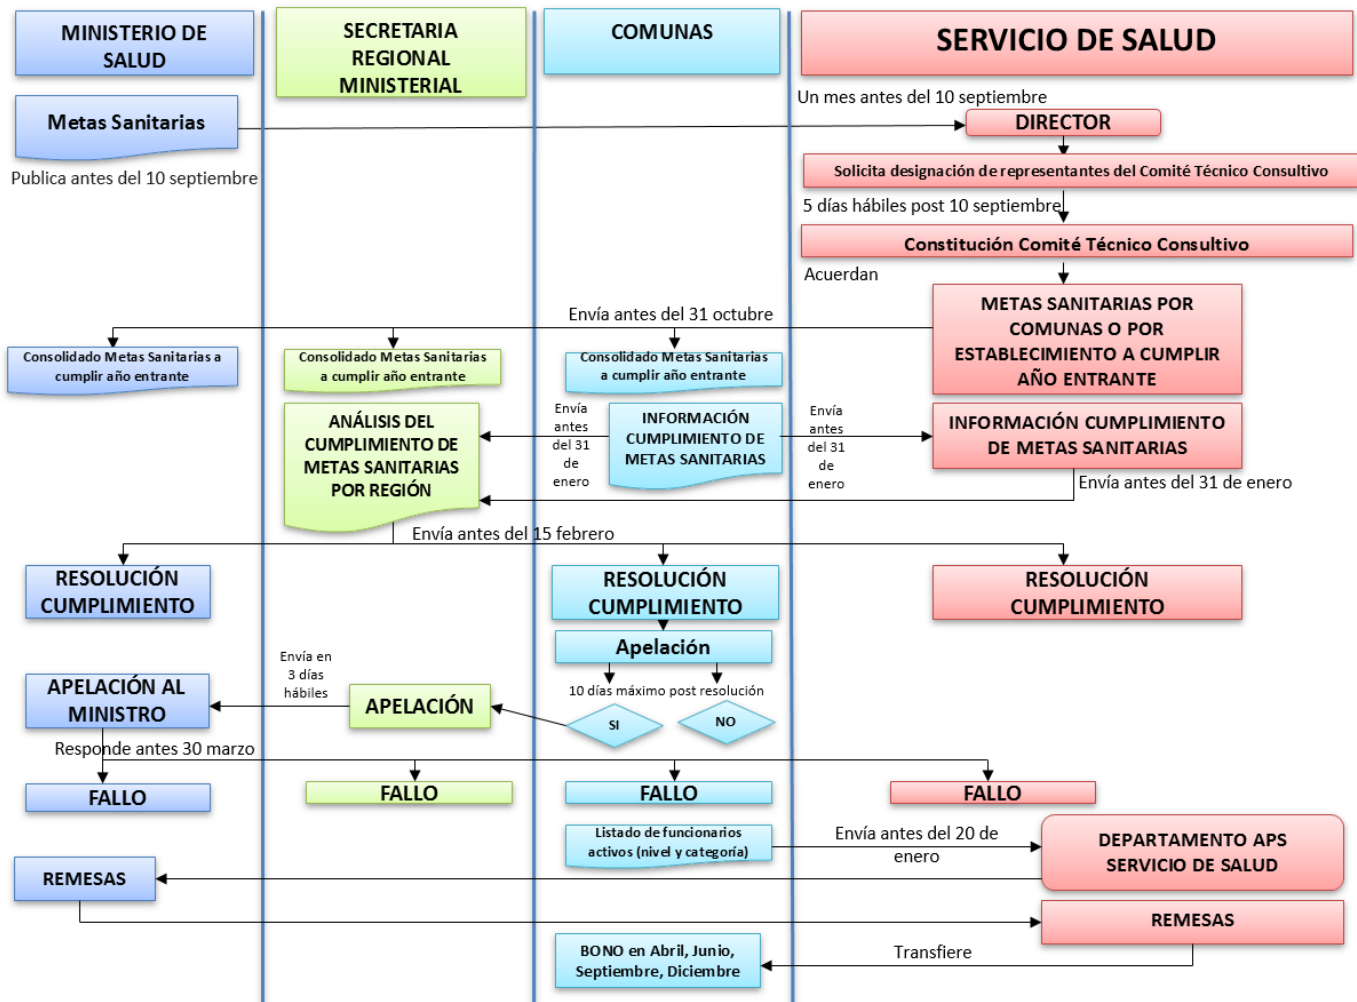 MINISTERIO DE
SALUD
SECRETARIA
REGIONAL
MINISTERIAL
COMUNAS
SERVICIO DE SALUD
Metas Sanitarias
Publica antes del 10 septiembre
Un mes antes del 10 septiembre
DIRECTOR
Solicita designación de representantes del Comité Técnico Consultivo
5 días hábiles post 10 septiembre
Constitución Comité Técnico Consultivo
Acuerdan
METAS SANITARIAS POR
COMUNAS O POR
ESTABLECIMIENTO A CUMPLIR
AÑO ENTRANTE
Envía antes del 31 octubre
Consolidado Metas Sanitarias a
cumplir año entrante
Consolidado Metas Sanitarias
a cumplir año entrante
Consolidado Metas Sanitarias
a cumplir año entrante
ANÁLISIS DEL
CUMPLIMIENTO DE
METAS SANITARIAS
POR REGIÓN
Envía
antes
del 31
de
enero
INFORMACIÓN
CUMPLIMIENTO DE
METAS SANITARIAS
Envía
antes
del 31
de
enero
INFORMACIÓN CUMPLIMIENTO
DE METAS SANITARIAS
Envía antes del 31 de enero
Envía antes del 15 febrero
RESOLUCIÓN
CUMPLIMIENTO
RESOLUCIÓN
CUMPLIMIENTO
RESOLUCIÓN
CUMPLIMIENTO
Apelación
10 días máximo post resolución
SI
NO
APELACIÓN
Envía en
3 días
hábiles
APELACIÓN AL
MINISTRO
Responde antes 30 marzo
FALLO
FALLO
FALLO
FALLO
Listado de funcionarios
activos (nivel y categoría)
Envía antes del 20 de
enero
DEPARTAMENTO APS
SERVICIO DE SALUD
REMESAS
REMESAS
Transfiere
BONO en Abril, Junio,
Septiembre, Diciembre